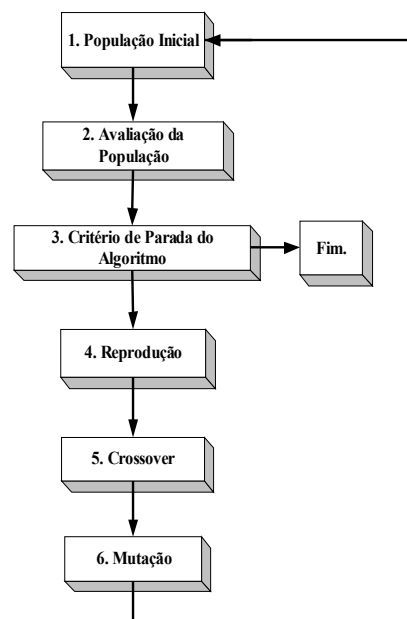 1. População Inicial
2. Avaliação da
População
3. Critério de Parada do
Algoritmo
Fim.
4. Reprodução
5. Crossover
6. Mutação